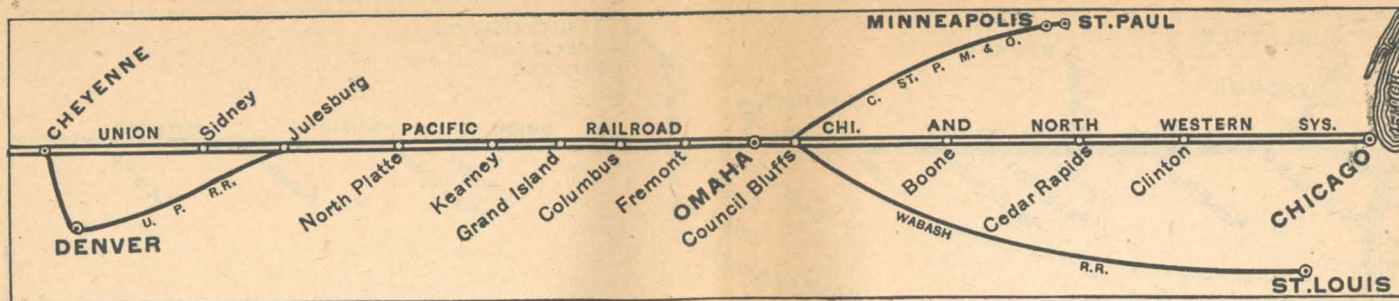 MINNEAPOLIS ST. PAUL
C. ST. P. M. & O.
CHEYENNE
Sidney
Julesburg
UNION PACIFIC RAILROAD
CHI. AND NORTH WESTERN SYS.
North Platte
Kearney
Grand Island
Columbus
Fremont
OMAHA
Council Bluffs
Boone
Cedar Rapids
Clinton
CHICAGO
U. P. R.R.
DENVER
WABASH R.R.
ST. LOUIS